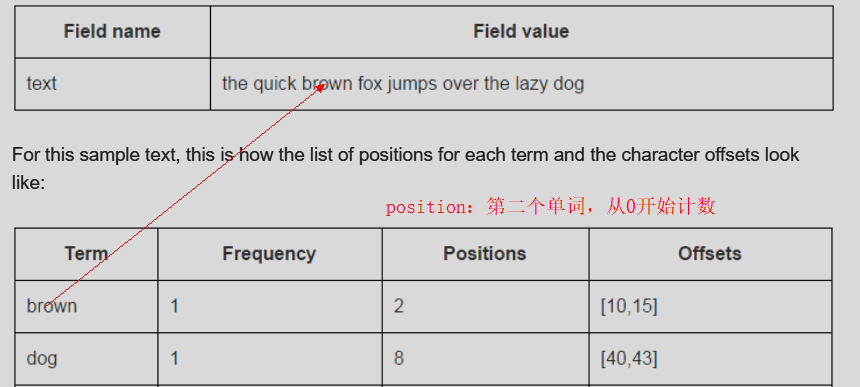 Field name Field value
text the quick brown fox jumps over the lazy dog
For this sample text, this is how the list of positions for each term and the character offsets look
like:
position: 第二个单词，从0开始计数
Term Frequency Positions Offsets
brown 1 2 [10,15]
dog 1 8 [40,43]